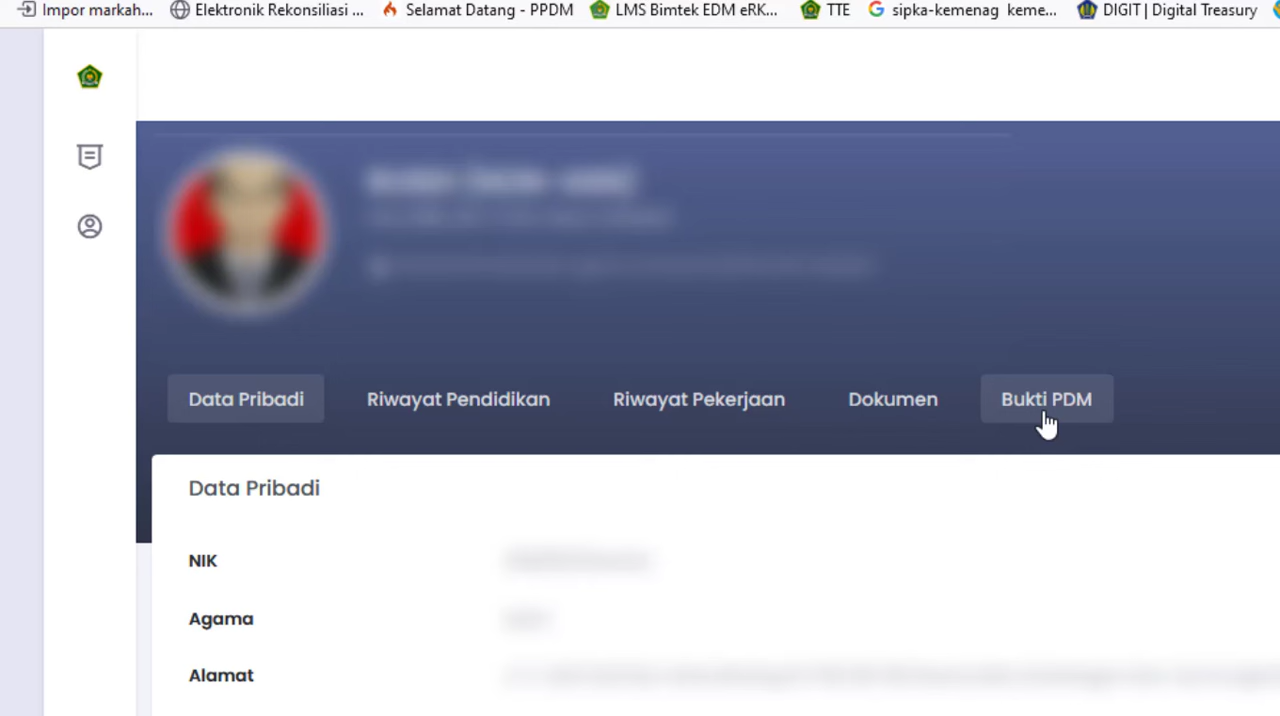 Impor markah... Elektronik Rekonsiliasi ... Selamat Datang - PPDM LMS Bimtek EDM eRK... TTE sipka-kemenag keme... DIGIT | Digital Treasury
Data Pribadi Riwayat Pendidikan Riwayat Pekerjaan Dokumen Bukti PDM
Data Pribadi
NIK
Agama
Alamat